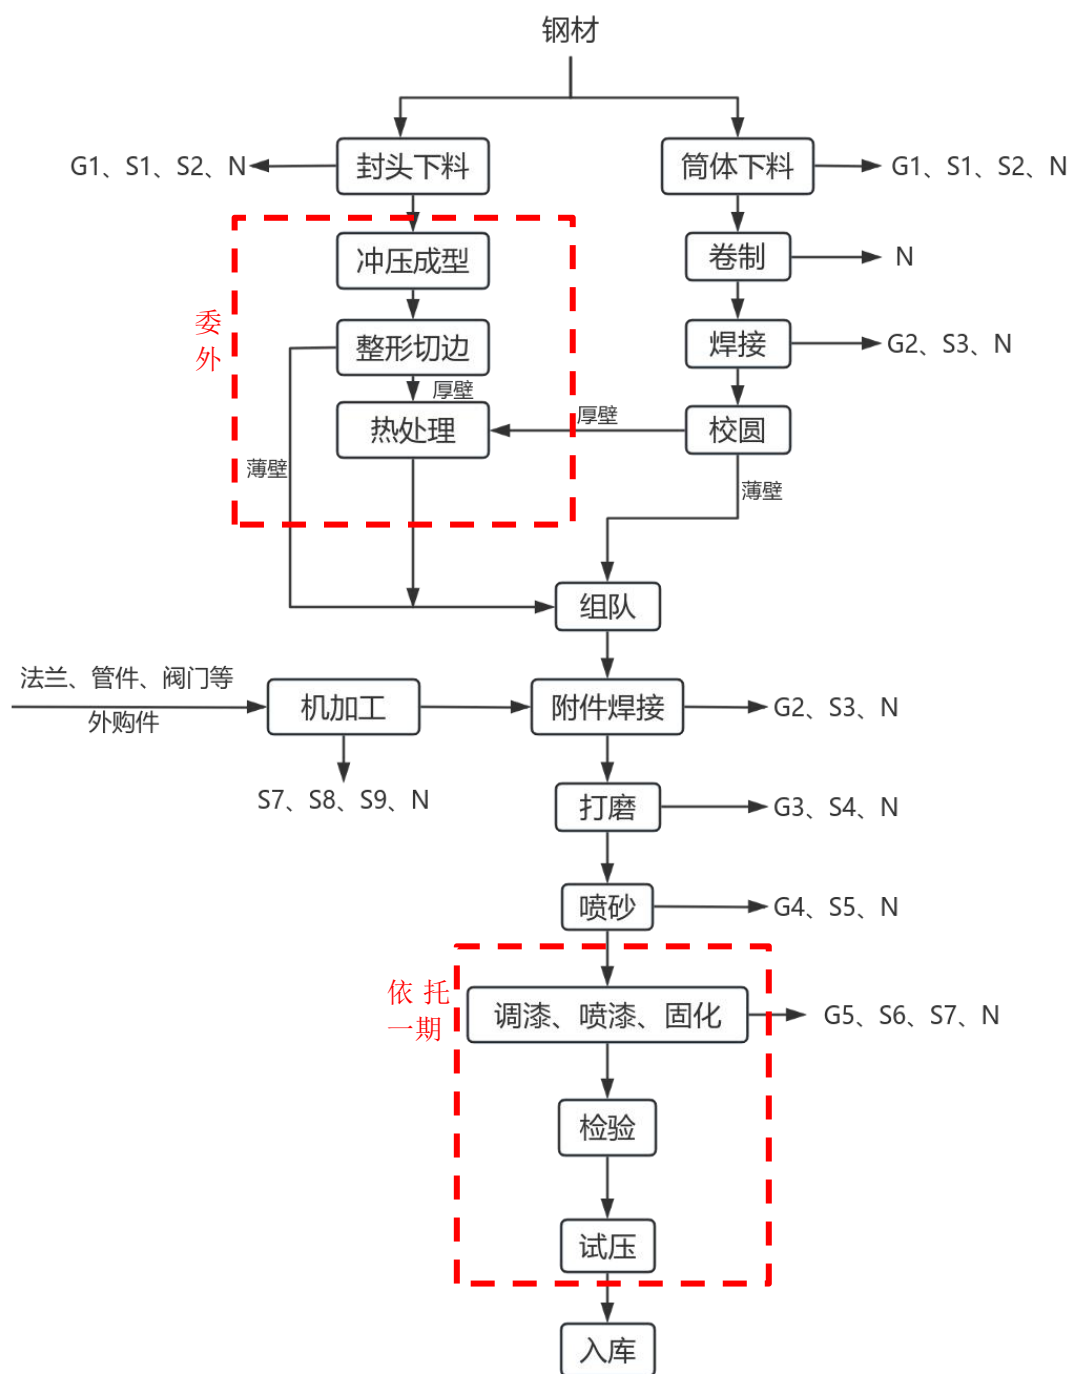 钢材
G1、S1、S2、N
封头下料
筒体下料
G1、S1、S2、N
冲压成型
卷制
N
委
外
整形切边
焊接
G2、S3、N
厚壁
热处理
厚壁
校圆
薄壁
薄壁
组队
法兰、管件、阀门等
外购件
机加工
附件焊接
G2、S3、N
S7、S8、S9、N
打磨
G3、S4、N
喷砂
G4、S5、N
依 托
一期
调漆、喷漆、固化
G5、S6、S7、N
检验
试压
入库